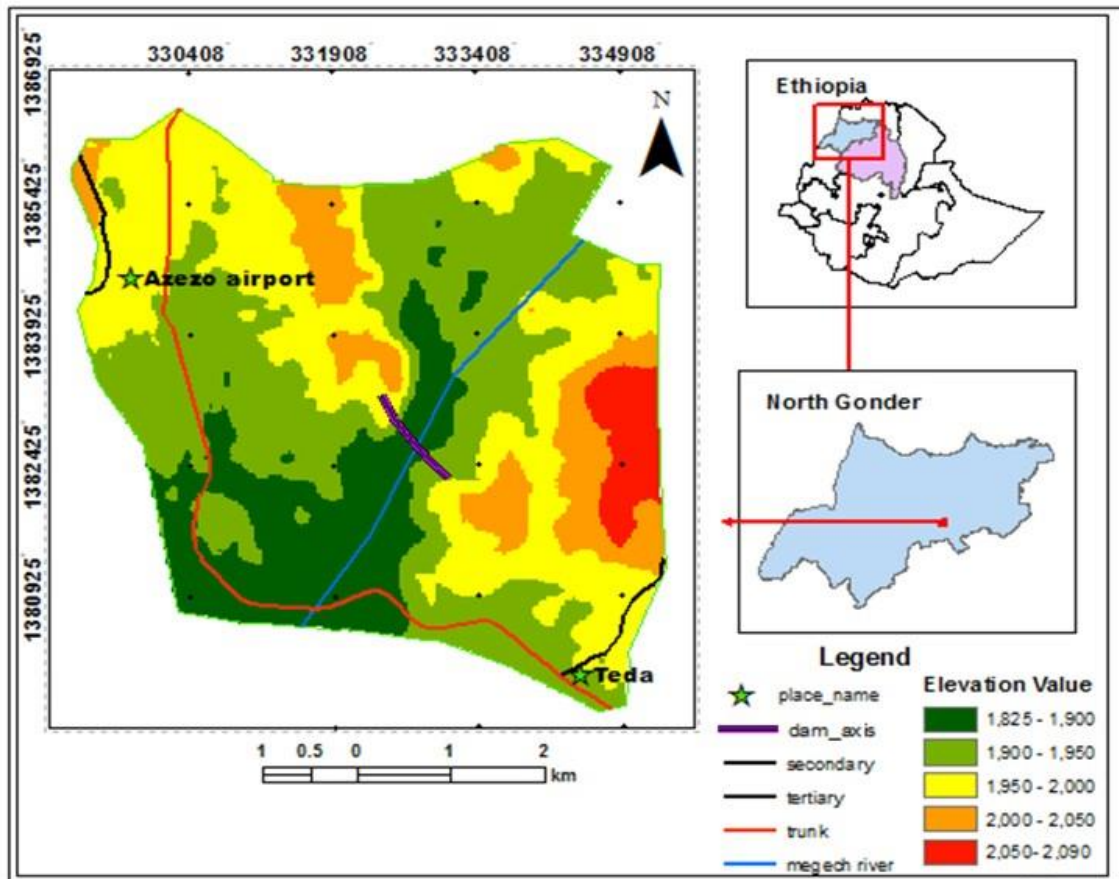 330408 331908 333408 334908
1386925
1385425
1383925
1382425
1380925
N
Azezo airport
Teda
1 0.5 0 1 2
km
Ethiopia
North Gonder
Legend
place_name
dam_axis
secondary
tertiary
trunk
megech river
Elevation Value
1,825 - 1,900
1,900 - 1,950
1,950 - 2,000
2,000 - 2,050
2,050- 2,090